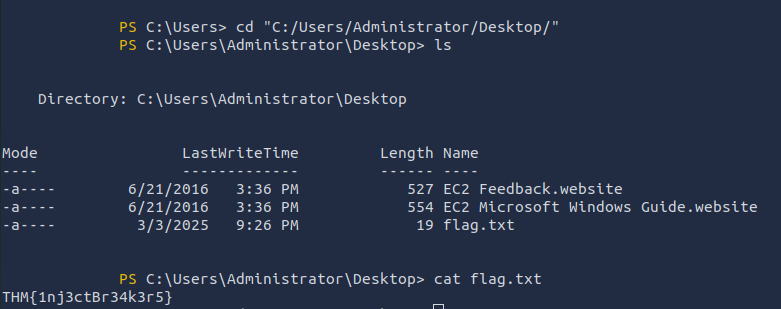 PS C:\Users> cd "C:/Users/Administrator/Desktop/"
PS C:\Users\Administrator\Desktop> ls
Directory: C:\Users\Administrator\Desktop
Mode LastWriteTime Length Name
---- ------------- ------ ----
-a---- 6/21/2016 3:36 PM 527 EC2 Feedback.website
-a---- 6/21/2016 3:36 PM 554 EC2 Microsoft Windows Guide.website
-a---- 3/3/2025 9:26 PM 19 flag.txt
PS C:\Users\Administrator\Desktop> cat flag.txt
THM{1nj3ctBr34k3r5}